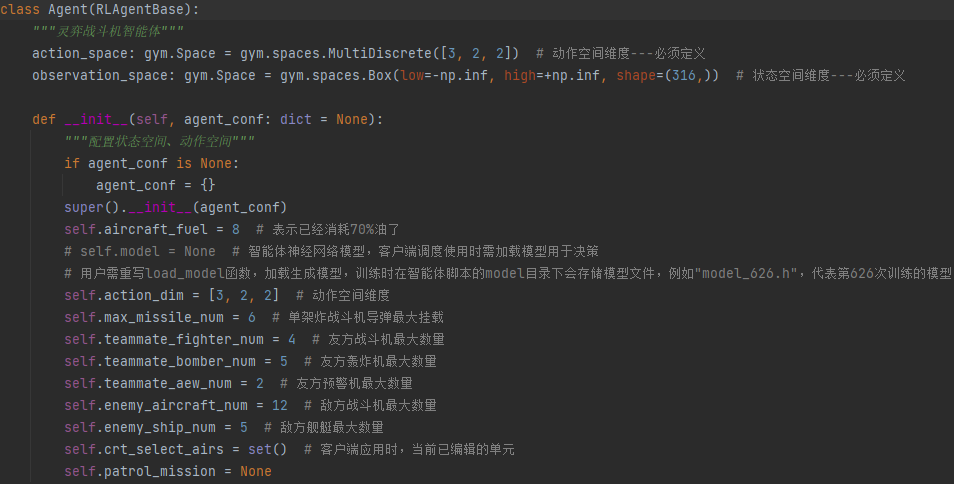 class Agent(RLAgentBase):
    """灵弈战斗机智能体"""
    action_space: gym.Space = gym.spaces.MultiDiscrete([3, 2, 2])  # 动作空间维度---必须定义
    observation_space: gym.Space = gym.spaces.Box(low=-np.inf, high=+np.inf, shape=(316,))  # 状态空间维度---必须定义
    def __init__(self, agent_conf: dict = None):
        """配置状态空间、动作空间"""
        if agent_conf is None:
            agent_conf = {}
        super().__init__(agent_conf)
        self.aircraft_fuel = 8  # 表示已经消耗70%油了
        # self.model = None  # 智能体神经网络模型，客户端调度使用时需加载模型用于决策
        # 用户需重写load_model函数，加载生成模型，训练时在智能体脚本的model目录下会存储模型文件，例如"model_626.h"，代表第626次训练的模型
        self.action_dim = [3, 2, 2]  # 动作空间维度
        self.max_missile_num = 6  # 单架炸战斗机导弹最大挂载
        self.teammate_fighter_num = 4  # 友方战斗机最大数量
        self.teammate_bomber_num = 5  # 友方轰炸机最大数量
        self.teammate_aew_num = 2  # 友方预警机最大数量
        self.enemy_aircraft_num = 12  # 敌方战斗机最大数量
        self.enemy_ship_num = 5  # 敌方舰艇最大数量
        self.crt_select_airs = set()  # 客户端应用时，当前已编辑的单元
        self.patrol_mission = None